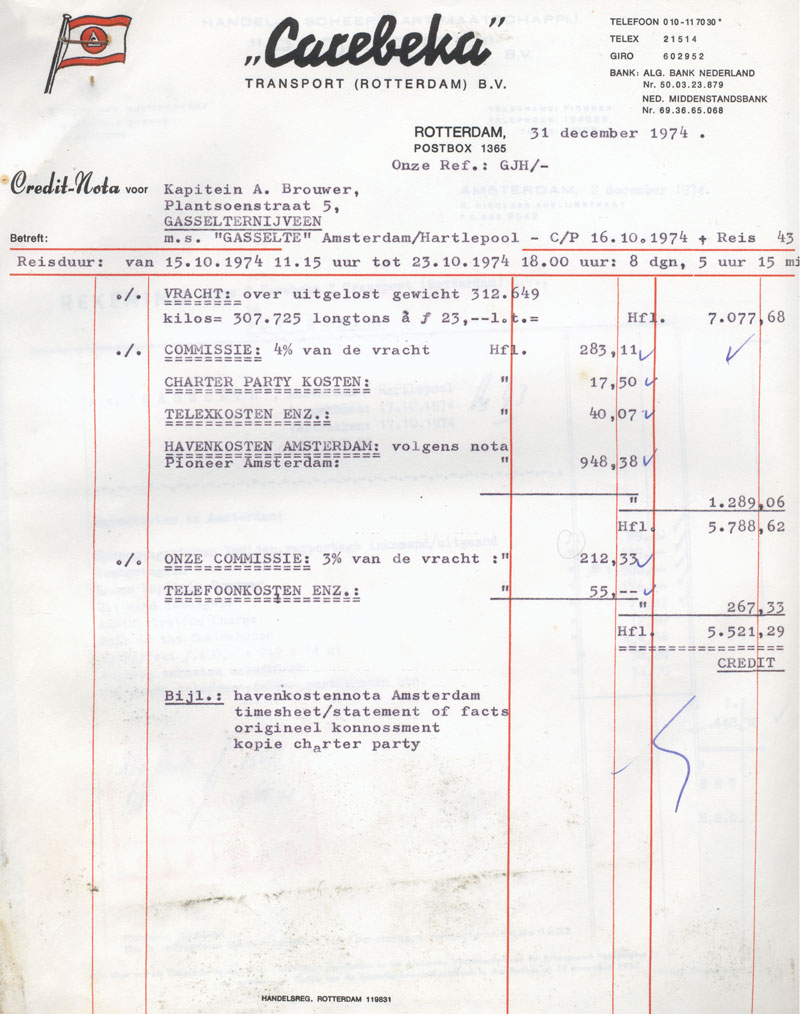 „Carebeka”
TRANSPORT (ROTTERDAM) B.V.
TELEFOON 010-117030*
TELEX 21514
GIRO 602952
BANK: ALG. BANK NEDERLAND
Nr. 50.03.23.879
NED. MIDDENSTANDSBANK
Nr. 69.36.65.068
ROTTERDAM, 31 december 1974 .
POSTBOX 1365
Onze Ref.: GJH/-
Credit-Nota voor Kapitein A. Brouwer,
Plantsoenstraat 5,
GASSELTERNIJVEEN
Betreft: m.s. "GASSELTE" Amsterdam/Hartlepool - C/P 16.10.1974 + Reis 43
Reisduur: van 15.10.1974 11.15 uur tot 23.10.1974 18.00 uur: 8 dgn, 5 uur 15 mi
•/• VRACHT: over uitgelost gewicht 312.649
kilos= 307.725 longtons à ƒ 23,--l.t.= Hfl. 7.077,68
•/• COMMISSIE: 4% van de vracht Hfl. 283,11
CHARTER PARTY KOSTEN: " 17,50
TELEXKOSTEN ENZ.: " 40,07
HAVENKOSTEN AMSTERDAM: volgens nota
Pioneer Amsterdam: " 948,38
" 1.289,06
Hfl. 5.788,62
•/• ONZE COMMISSIE: 3% van de vracht :" 212,33
TELEFOONKOSTEN ENZ.: " 55,--
" 267,33
Hfl. 5.521,29
CREDIT
Bijl.: havenkostennota Amsterdam
timesheet/statement of facts
origineel konnossment
kopie charter party
HANDELSREG. ROTTERDAM 119831